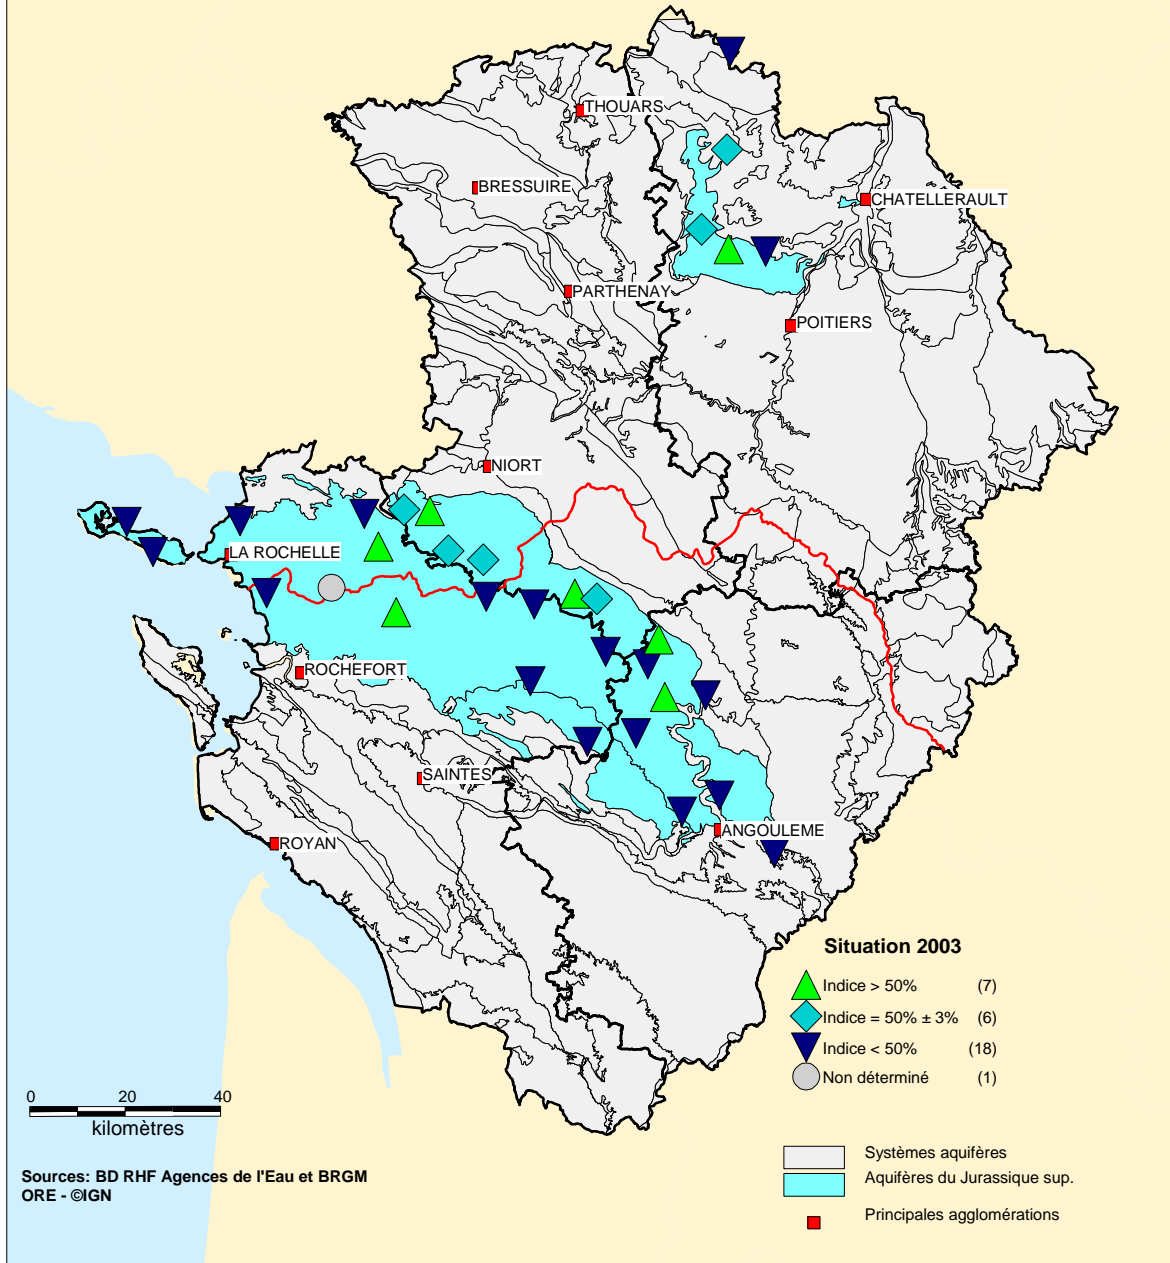 THOUARS
BRESSUIRE
CHATELLERAULT
PARTHENAY
POITIERS
NIORT
LA ROCHELLE
ROCHEFORT
SAINTES
ANGOULEME
ROYAN
Situation 2003
Indice > 50% (7)
Indice = 50% ± 3% (6)
Indice < 50% (18)
Non déterminé (1)
0 20 40
kilomètres
Systèmes aquifères
Aquifères du Jurassique sup.
Principales agglomérations
Sources: BD RHF Agences de l'Eau et BRGM
ORE - ©IGN